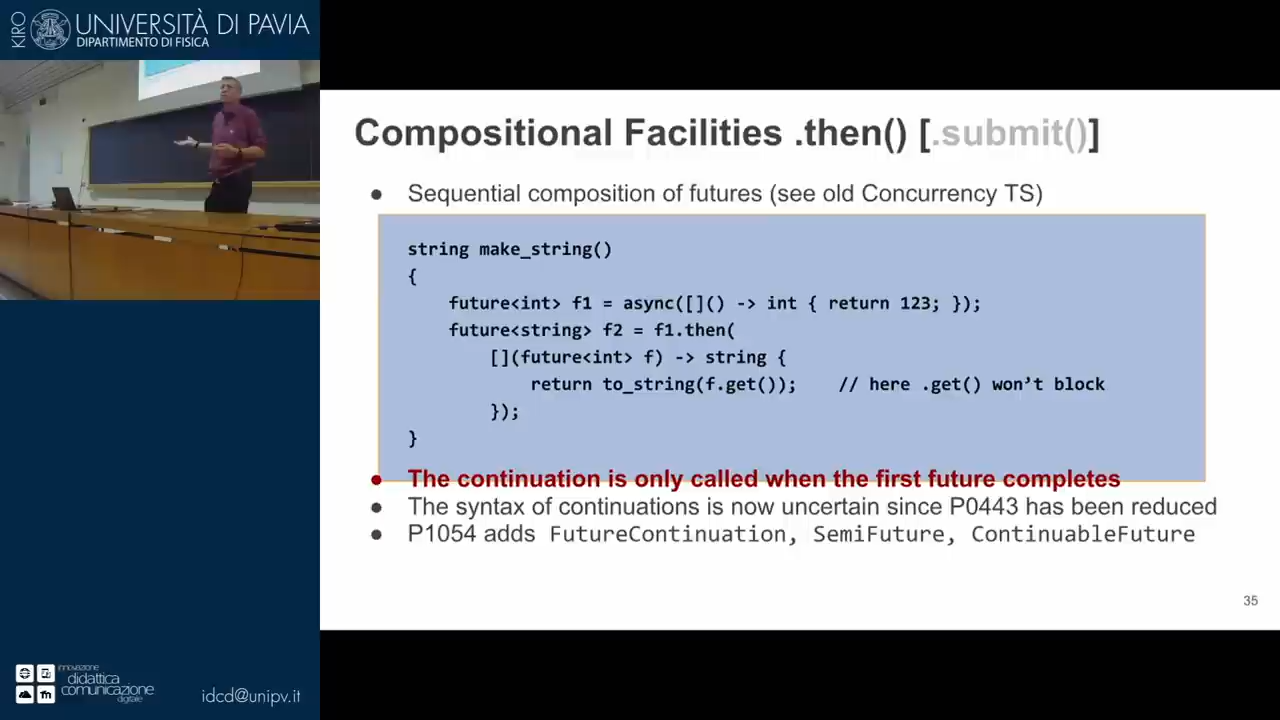 KIRO
UNIVERSITÀ DI PAVIA
DIPARTIMENTO DI FISICA
Compositional Facilities .then() [.submit()]
● Sequential composition of futures (see old Concurrency TS)
string make_string()
{
future<int> f1 = async([]() -> int { return 123; });
future<string> f2 = f1.then(
[](future<int> f) -> string {
return to_string(f.get()); // here .get() won’t block
});
}
● The continuation is only called when the first future completes
● The syntax of continuations is now uncertain since P0443 has been reduced
● P1054 adds FutureContinuation, SemiFuture, ContinuableFuture
35
innovazione
didattica
comunicazione
digitale
idcd@unipv.it